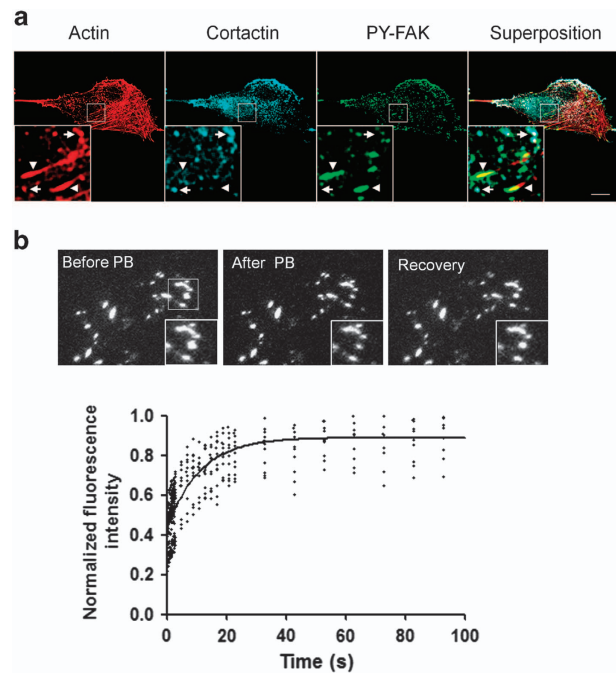 a
Actin
Cortactin
PY-FAK
Superposition
b
Before PB
After PB
Recovery
Normalized fluorescence
intensity
1.0
0.8
0.6
0.4
0.2
0.0
0
20
40
60
80
100
Time (s)